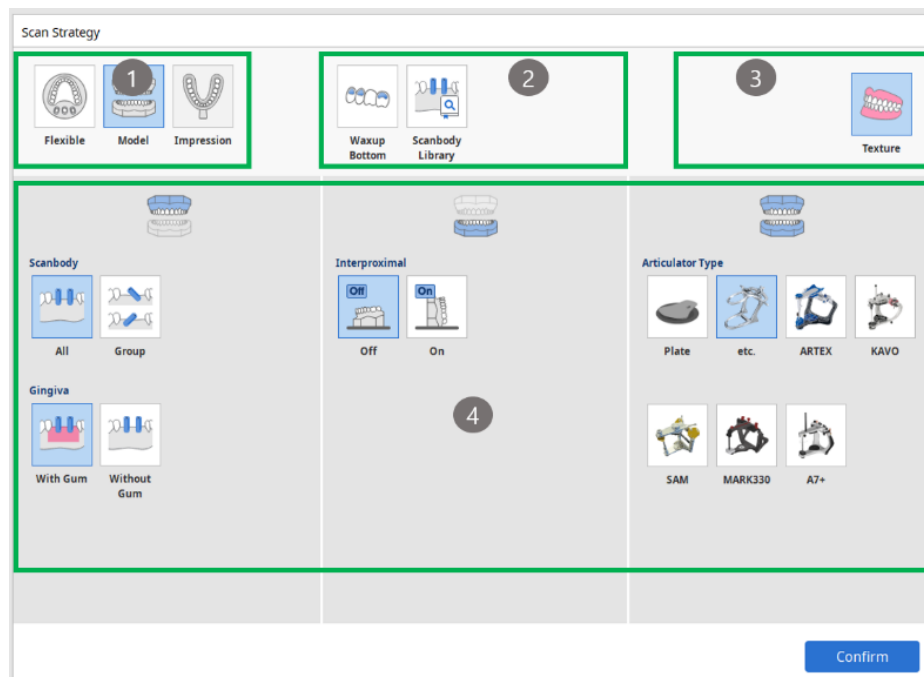 Scan Strategy
1
2
3
Flexible
Model
Impression
Waxup
Bottom
Scanbody
Library
Texture
Scanbody
All
Group
Gingiva
With Gum
Without
Gum
Interproximal
Off
On
Off
On
4
Articulator Type
Plate
etc.
ARTEX
KAVO
SAM
MARK330
A7+
Confirm